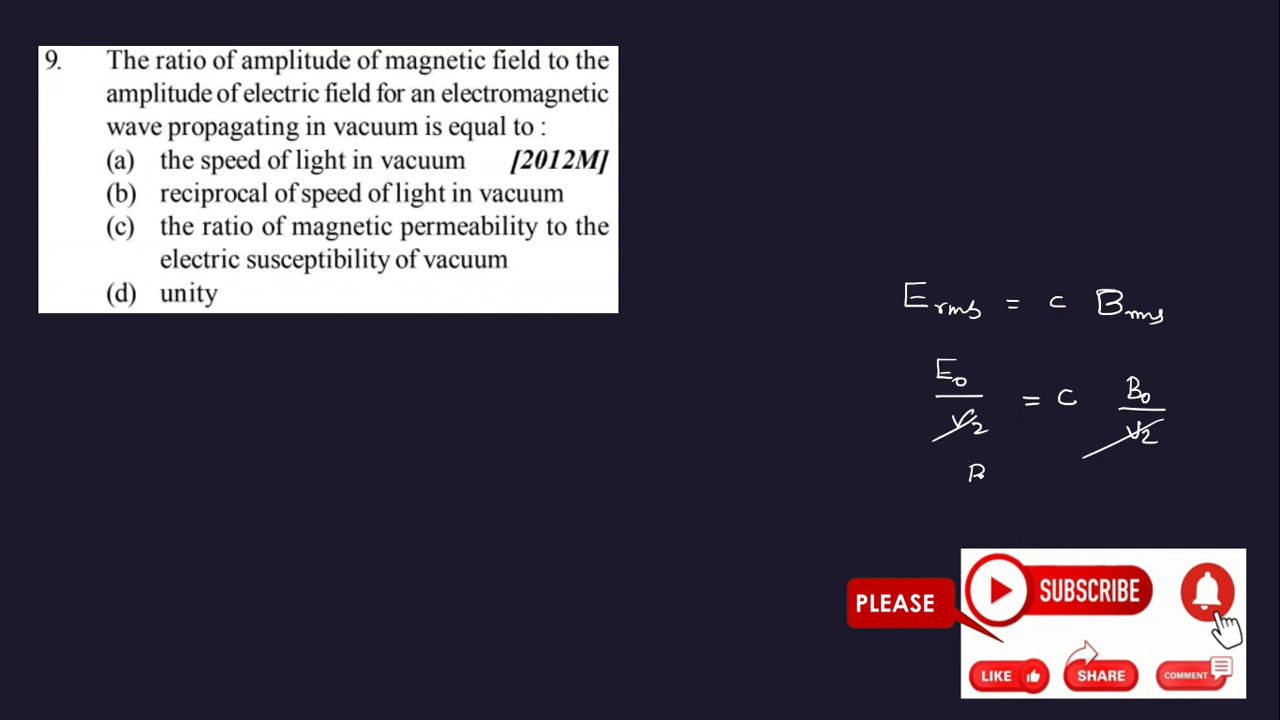 9. The ratio of amplitude of magnetic field to the
amplitude of electric field for an electromagnetic
wave propagating in vacuum is equal to :
(a) the speed of light in vacuum [2012M]
(b) reciprocal of speed of light in vacuum
(c) the ratio of magnetic permeability to the
electric susceptibility of vacuum
(d) unity
E rms = c B rms
E₀/√2 = c B₀/√2
B
PLEASE
SUBSCRIBE
LIKE
SHARE
COMMENT